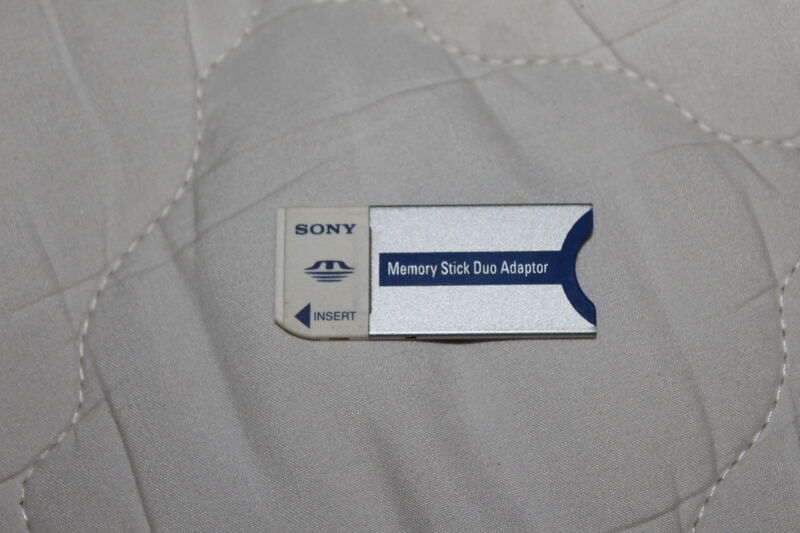 SONY
INSERT
Memory Stick Duo Adaptor